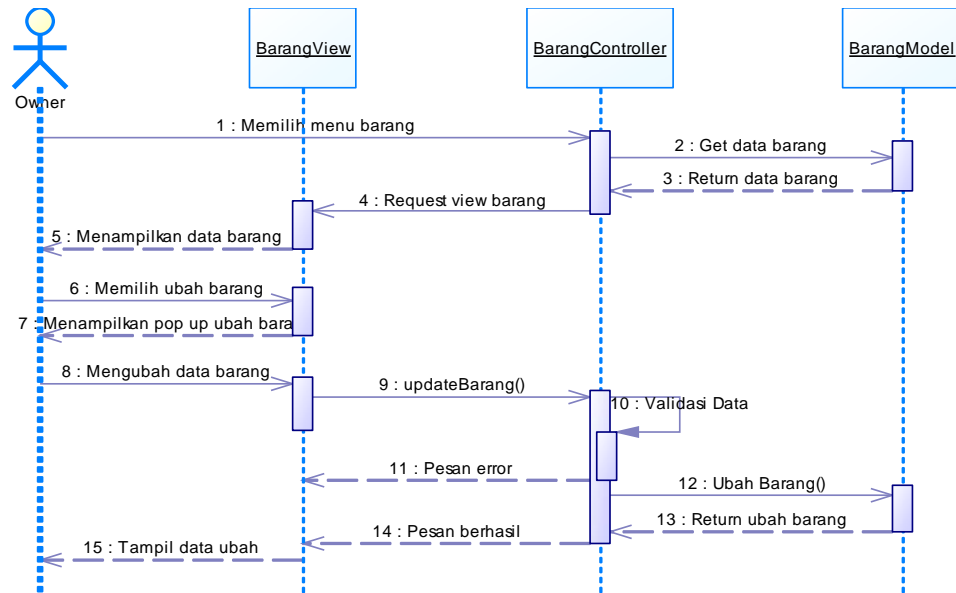 BarangView
BarangController
BarangModel
Owner
1 : Memilih menu barang
2 : Get data barang
3 : Return data barang
4 : Request view barang
5 : Menampilkan data barang
6 : Memilih ubah barang
7 : Menampilkan pop up ubah bara
8 : Mengubah data barang
9 : updateBarang()
10 : Validasi Data
11 : Pesan error
12 : Ubah Barang()
13 : Return ubah barang
14 : Pesan berhasil
15 : Tampil data ubah